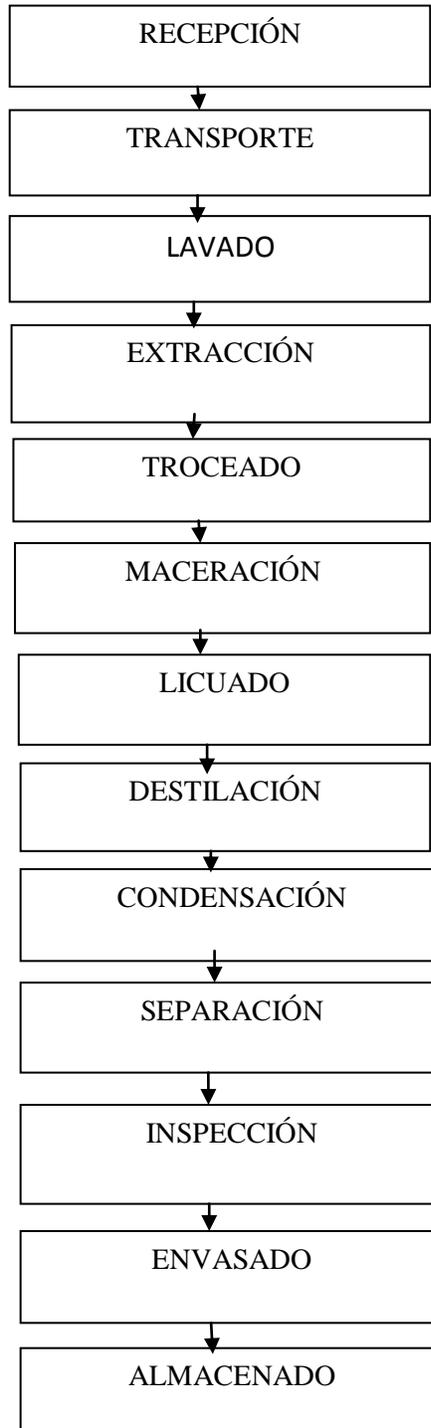 RECEPCIÓN
TRANSPORTE
LAVADO
EXTRACCIÓN
TROCEADO
MACERACIÓN
LICUADO
DESTILACIÓN
CONDENSACIÓN
SEPARACIÓN
INSPECCIÓN
ENVASADO
ALMACENADO